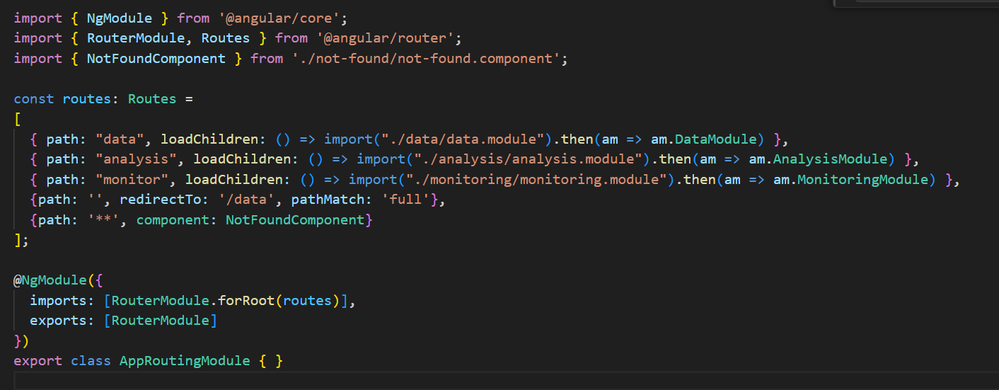 import { NgModule } from '@angular/core';
import { RouterModule, Routes } from '@angular/router';
import { NotFoundComponent } from './not-found/not-found.component';

const routes: Routes =
[
  { path: "data", loadChildren: () => import("./data/data.module").then(am => am.DataModule) },
  { path: "analysis", loadChildren: () => import("./analysis/analysis.module").then(am => am.AnalysisModule) },
  { path: "monitor", loadChildren: () => import("./monitoring/monitoring.module").then(am => am.MonitoringModule) },
  {path: '', redirectTo: '/data', pathMatch: 'full'},
  {path: '**', component: NotFoundComponent}
];

@NgModule({
  imports: [RouterModule.forRoot(routes)],
  exports: [RouterModule]
})
export class AppRoutingModule { }